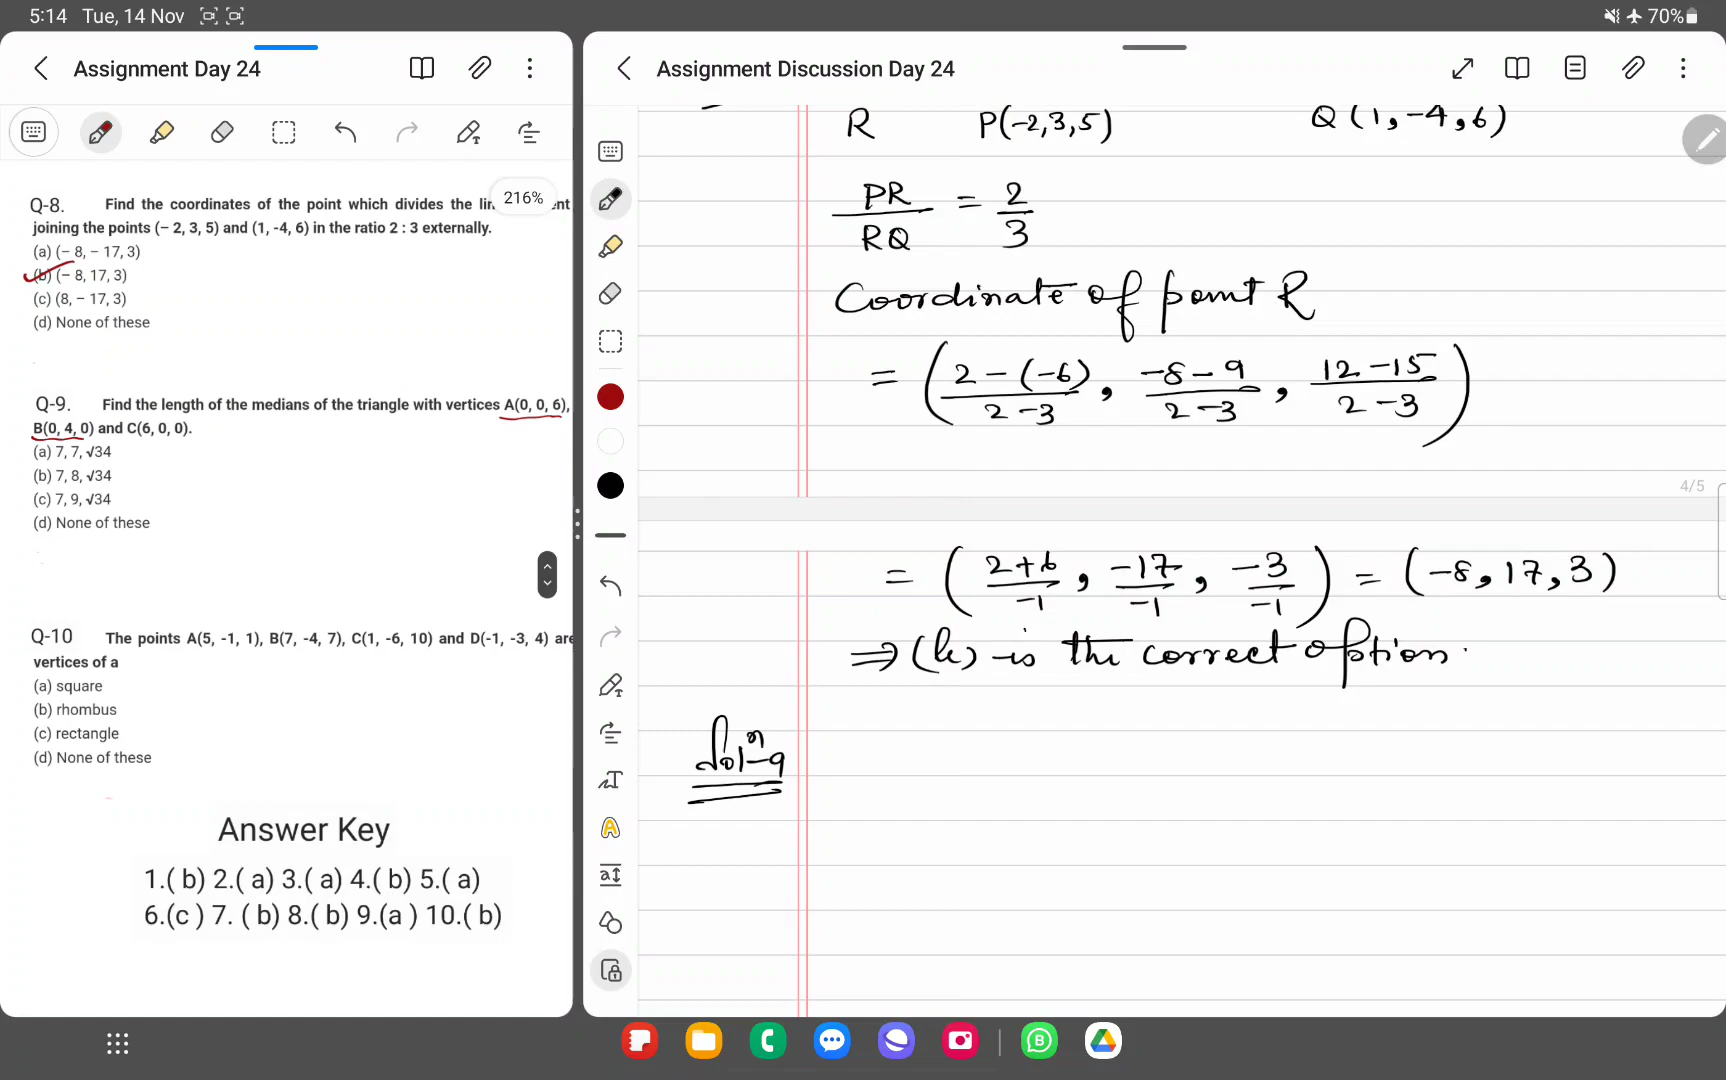 5:14 Tue, 14 Nov
70%
Assignment Day 24
216%
Q-8. Find the coordinates of the point which divides the line
joining the points (– 2, 3, 5) and (1, -4, 6) in the ratio 2 : 3 externally.
(a) (– 8, – 17, 3)
(b) (– 8, 17, 3)
(c) (8, – 17, 3)
(d) None of these
Q-9. Find the length of the medians of the triangle with vertices A(0, 0, 6),
B(0, 4, 0) and C(6, 0, 0).
(a) 7, 7, √34
(b) 7, 8, √34
(c) 7, 9, √34
(d) None of these
Q-10 The points A(5, -1, 1), B(7, -4, 7), C(1, -6, 10) and D(-1, -3, 4) are
vertices of a
(a) square
(b) rhombus
(c) rectangle
(d) None of these
Answer Key
1.( b) 2.( a) 3.( a) 4.( b) 5.( a)
6.(c ) 7. ( b) 8.( b) 9.(a ) 10.( b)
Assignment Discussion Day 24
R P(-2,3,5) Q(1,-4,6)
PR/RQ = 2/3
Coordinate of point R
= ( (2-(-6))/(2-3) , (-8-9)/(2-3) , (12-15)/(2-3) )
4/5
= ( (2+6)/-1 , -17/-1 , -3/-1 ) = (-8, 17, 3)
⇒ (b) is the correct option.
Solⁿ-9